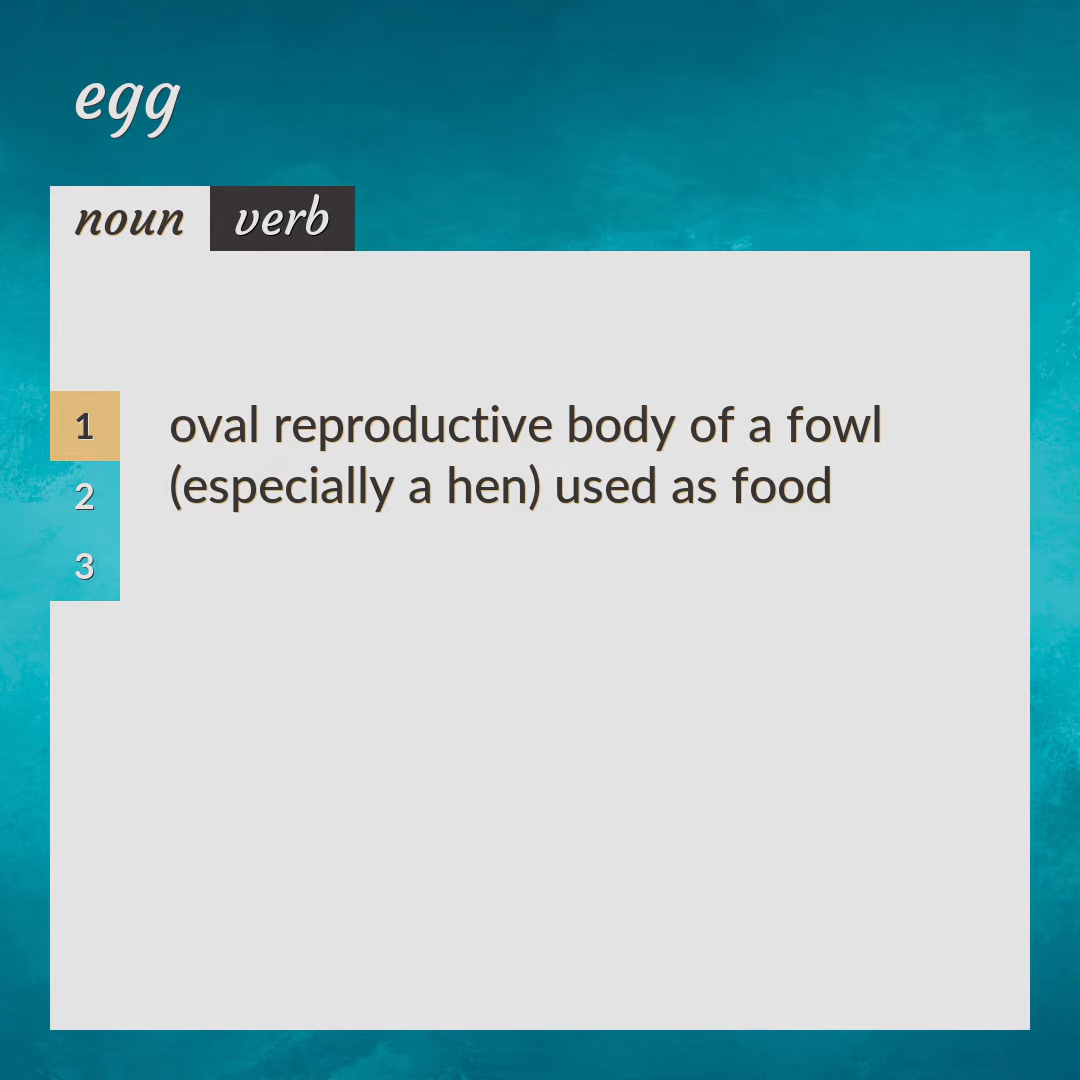 egg
noun verb
1 oval reproductive body of a fowl
(especially a hen) used as food
2
3